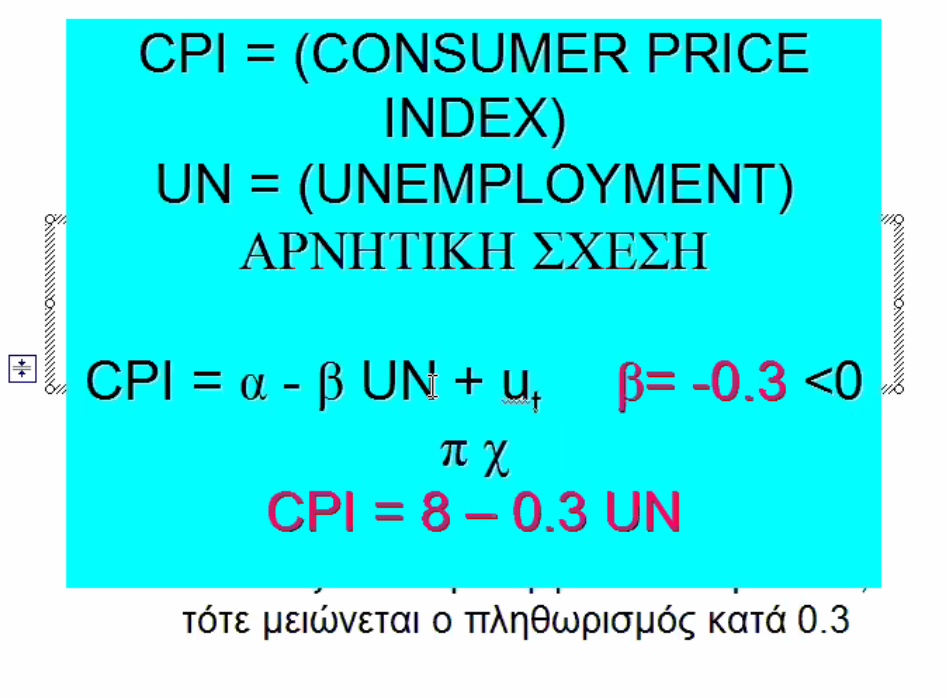 CPI = (CONSUMER PRICE
INDEX)
UN = (UNEMPLOYMENT)
ΑΡΝΗΤΙΚΗ ΣΧΕΣΗ
CPI = α - β UN + uₜ β= -0.3 <0
π χ
CPI = 8 – 0.3 UN
τότε μειώνεται ο πληθωρισμός κατά 0.3